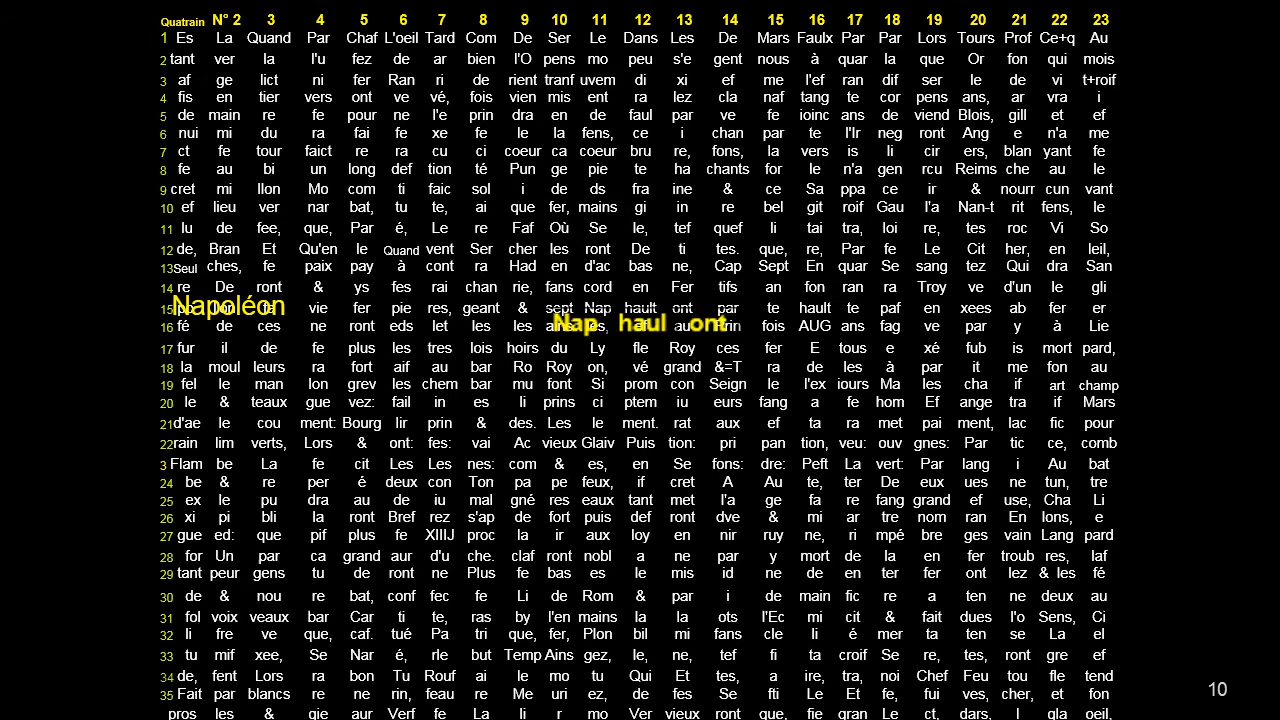 Quatrain N° 2 3 4 5 6 7 8 9 10 11 12 13 14 15 16 17 18 19 20 21 22 23
1 Es La Quand Par Chaf L'oeil Tard Com De Ser Le Dans Les De Mars Faulx Par Par Lors Tours Prof Ce+q Au
2 tant ver la l'u fez de ar bien l'O pens mo peu s'e gent nous à quar la que Or fon qui mois
3 af ge lict ni fer Ran ri de rient tranf uvem di xi ef me l'ef ran dif ser le de vi t+roif
4 fis en tier vers ont ve vé, fois vien mis ent ra lez cla naf tang te cor pens ans, ar vra i
5 de main re fe pour ne l'e prin dra en de faul par ve fe ioinc ans de viend Blois, gill et ef
6 nui mi du ra fai fe xe fe le la fens, ce i chan par te l'Ir neg ront Ang e n'a me
7 ct fe tour faict re ra cu ci coeur ca coeur bru re, fons, la vers is li cir ers, blan yant fe
8 fe au bi un long def tion té Pun ge pie te ha chants for le n'a gen rcu Reims che au le
9 cret mi llon Mo com ti faic sol i de ds fra ine & ce Sa ppa ce ir & nourr cun vant
10 ef lieu ver nar bat, tu te, ai que fer, mains gi in re bel git roif Gau l'a Nan-t rit fens, le
11 lu de fee, que, Par é, Le re Faf Où Se le, tef quef li tai tra, loi re, tes roc Vi So
12 de, Bran Et Qu'en le Quand vent Ser cher les ront De ti tes. que, re, Par fe Le Cit her, en leil,
13 Seul ches, fe paix pay à cont ra Had en d'ac bas ne, Cap Sept En quar Se sang tez Qui dra San
14 re De ront & ys fes rai chan rie, fans cord en Fer tifs an fon ran ra Troy ve d'un le gli
Napoléon
15 vie fer pie res, geant & sept Nap hault ont par te hault te paf en xees ab fer er
Nap haul ont
16 fé de ces ne ront eds let les les fois AUG ans fag ve par y à Lie
17 fur il de fe plus les tres lois hoirs du Ly fle Roy ces fer E tous e xé fub is mort pard,
18 la moul leurs ra fort aif au bar Ro Roy on, vé grand &=T ra de les à par it me fon au
19 fel le man lon grev les chem bar mu font Si prom con Seign le l'ex iours Ma les cha if art champ
20 le & teaux gue vez: fail in es li prins ci ptem iu eurs fang a fe hom Ef ange tra if Mars
21 d'ae le cou ment: Bourg lir prin & des. Les le ment. rat aux ef ta ra met pai ment, lac fic pour
22 rain lim verts, Lors & ont: fes: vai Ac vieux Glaiv Puis tion: pri pan tion, veu: ouv gnes: Par tic ce, comb
3 Flam be La fe cit Les Les nes: com & es, en Se fons: dre: Peft La vert: Par lang i Au bat
24 be & re per é deux con Ton pa pe feux, if cret A Au te, ter De eux ues ne tun, tre
25 ex le pu dra au de iu mal gné res eaux tant met l'a ge fa re fang grand ef use, Cha Li
26 xi pi bli la ront Bref rez s'ap de fort puis def ront dve & mi ar tre nom ran En lons, e
27 gue ed: que pif plus fe XIIIJ proc la ir aux loy en nir ruy ne, ri mpé bre ges vain Lang pard
28 for Un par ca grand aur d'u che. claf ront nobl a ne par y mort de la en fer troub res, laf
29 tant peur gens tu de ront ne Plus fe bas es le mis id ne de en ter fer ont lez & les fé
30 de & nou re bat, conf fec fe Li de Rom & par i de main fic re a ten ne deux au
31 fol voix veaux bar Car ti te, ras by l'en mains la la ots l'Ec mi cit & fait dues l'o Sens, Ci
32 li fre ve que, caf. tué Pa tri que, fer, Plon bil mi fans cle li é mer ta ten se La el
33 tu mif xee, Se Nar é, rle but Temp Ains gez, le, ne, tef fi ta croif Se re, tes, ront gre ef
34 de, fent Lors ra bon Tu Rouf ai le mo tu Qui Et tes, a ire, tra, noi Chef Feu tou fle tend
35 Fait par blancs re ne rin, feau re Me uri ez, de fes Se fti Le Et fe, fui ves, cher, et fon
10
pros les & gie aur Verf fe La li r mo Ver vieux ront que, fie gran Le ct, dars, l gla oeil,